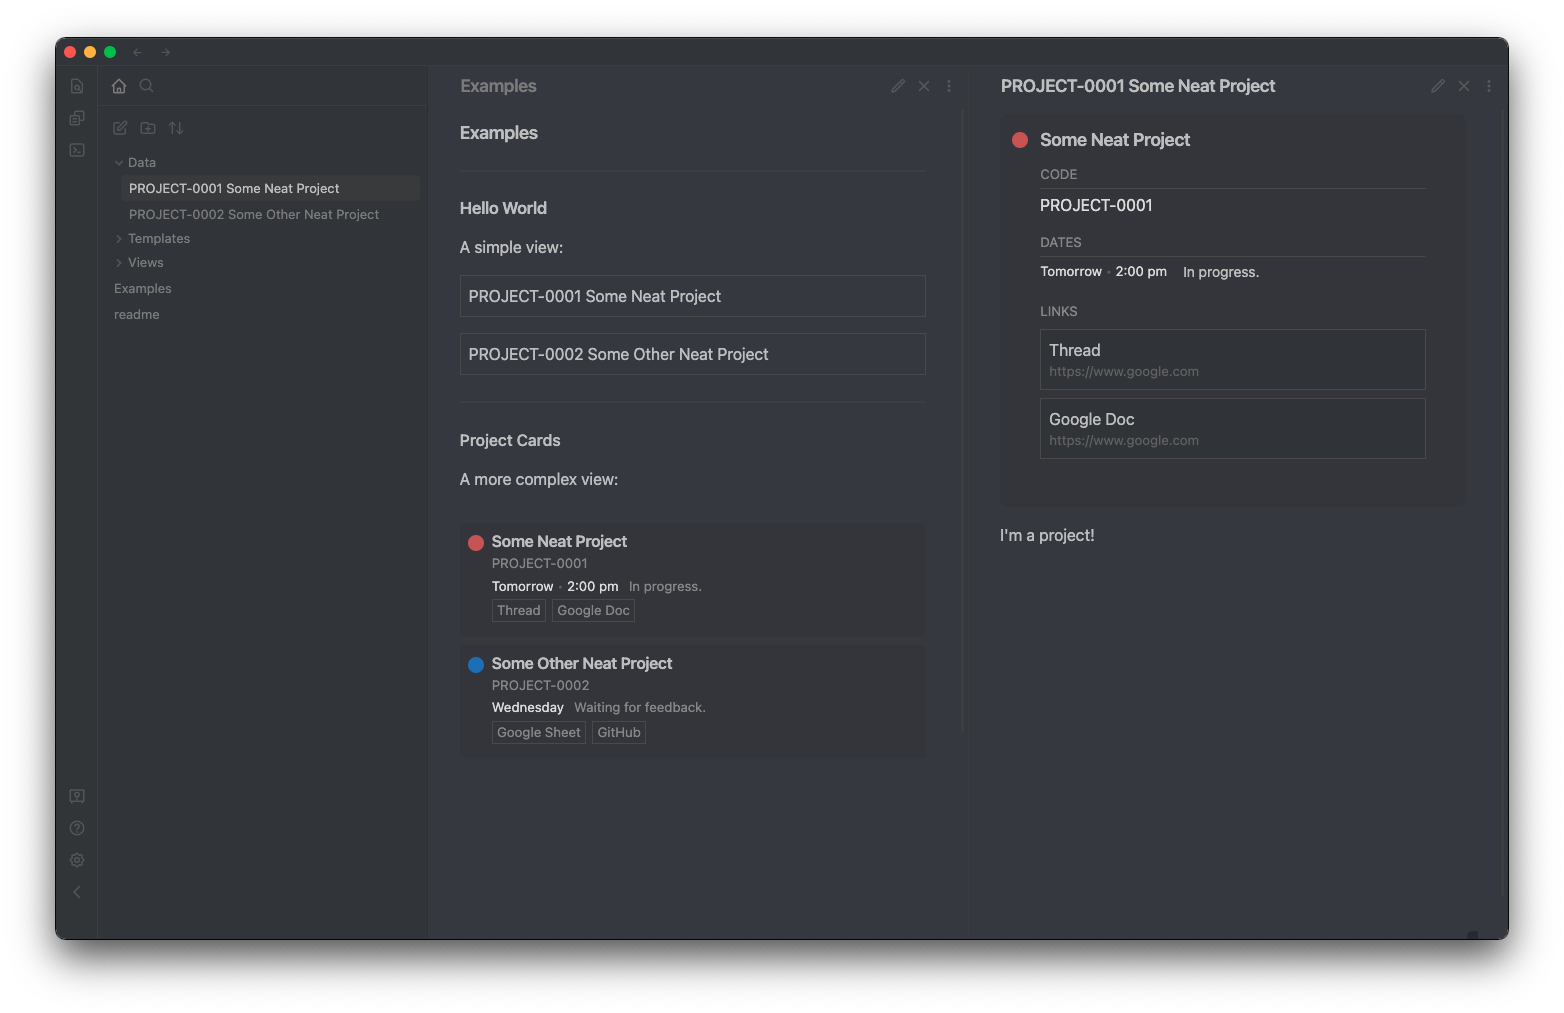 Data
PROJECT-0001 Some Neat Project
PROJECT-0002 Some Other Neat Project
Templates
Views
Examples
readme
Examples
Examples
Hello World
A simple view:
PROJECT-0001 Some Neat Project
PROJECT-0002 Some Other Neat Project
Project Cards
A more complex view:
Some Neat Project
PROJECT-0001
Tomorrow · 2:00 pm In progress.
Thread Google Doc
Some Other Neat Project
PROJECT-0002
Wednesday Waiting for feedback.
Google Sheet GitHub
PROJECT-0001 Some Neat Project
Some Neat Project
CODE
PROJECT-0001
DATES
Tomorrow · 2:00 pm In progress.
LINKS
Thread
https://www.google.com
Google Doc
https://www.google.com
I'm a project!